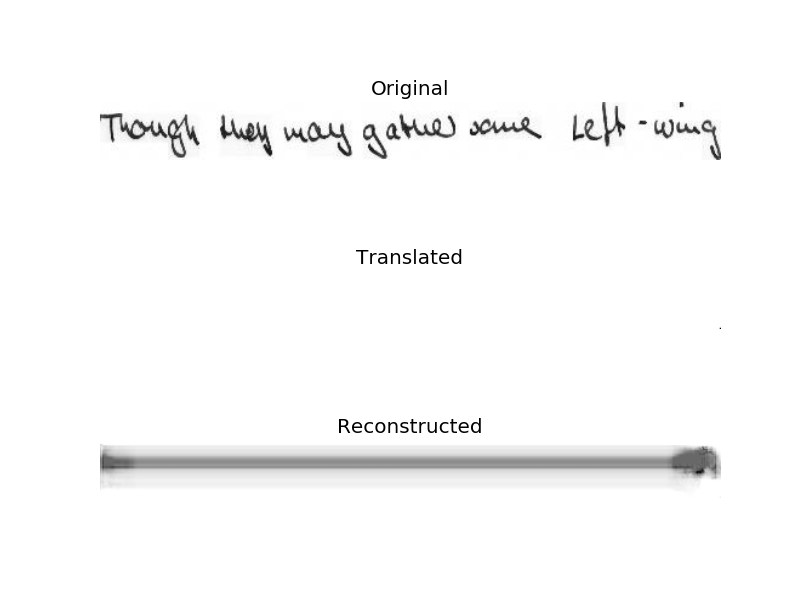 Original
Though they may gather some Left-wing
Translated
Reconstructed